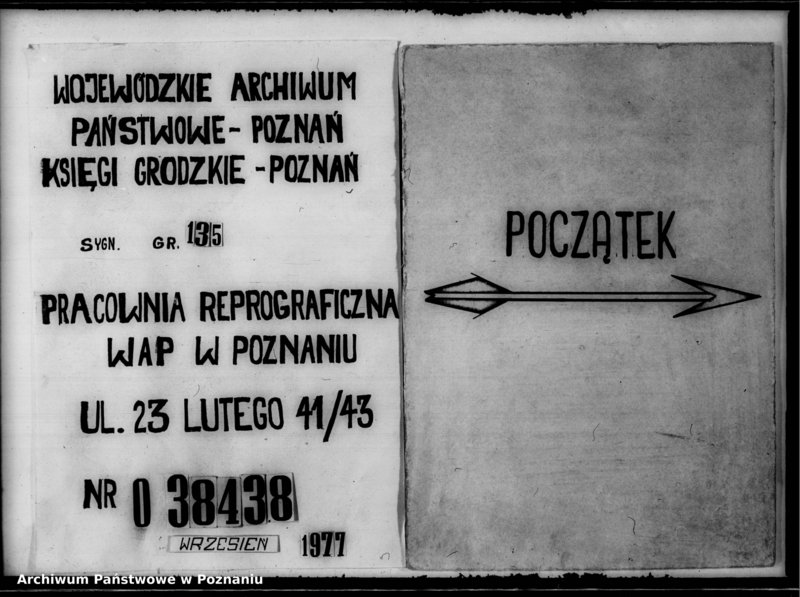 WOJEWÓDZKIE ARCHIWUM
PAŃSTWOWE - POZNAŃ
KSIĘGI GRODZKIE - POZNAŃ
SYGN. GR. 135
PRACOWNIA REPROGRAFICZNA
WAP W POZNANIU
UL. 23 LUTEGO 41/43
NR 0 38438
WRZESIEN 1977
POCZĄTEK
Archiwum Państwowe w Poznaniu